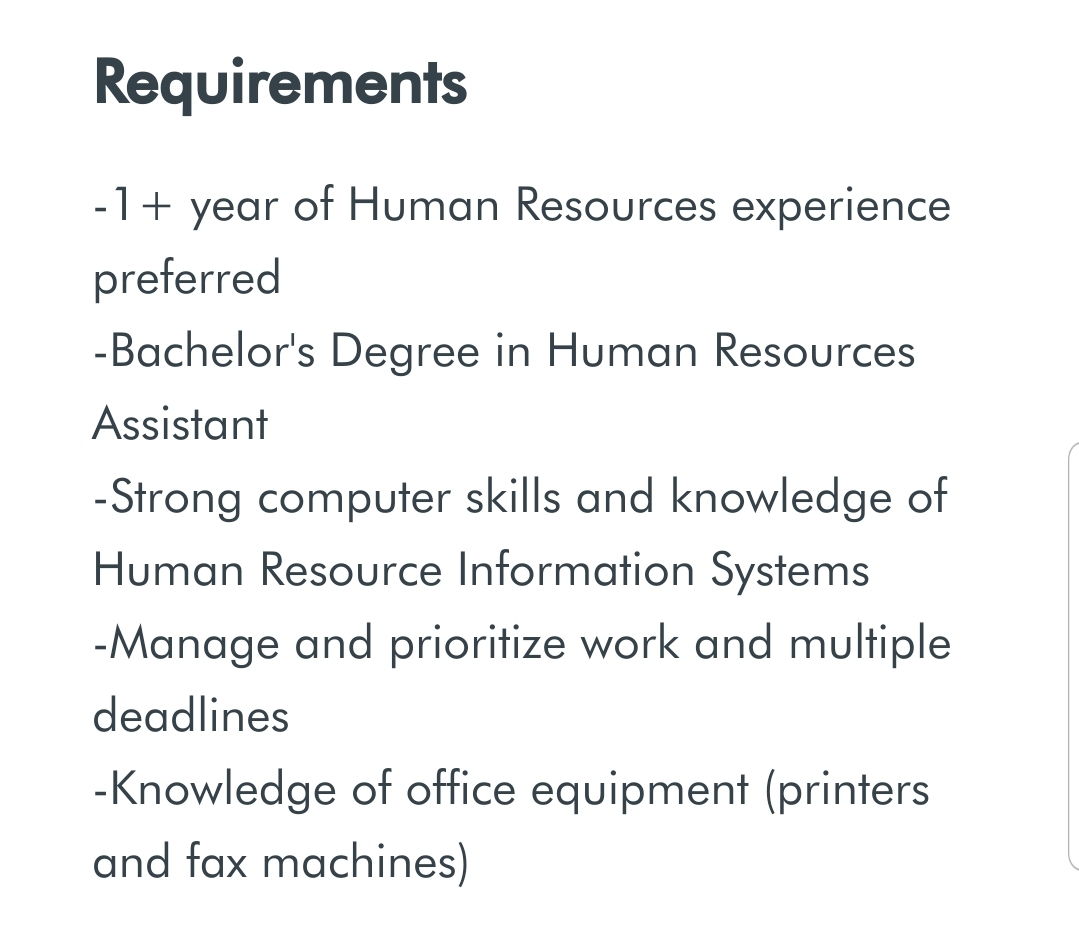 Requirements
-1+ year of Human Resources experience
preferred
-Bachelor's Degree in Human Resources
Assistant
-Strong computer skills and knowledge of
Human Resource Information Systems
-Manage and prioritize work and multiple
deadlines
-Knowledge of office equipment (printers
and fax machines)